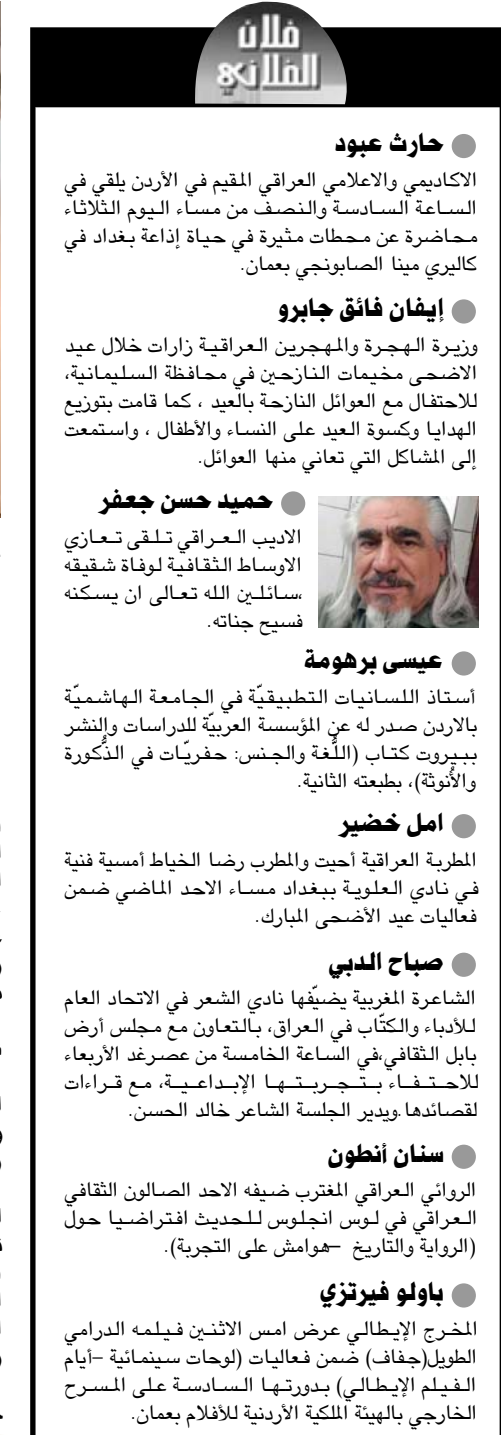 فلان
الفلاني
حارث عبود
الاكاديمي والاعلامي العراقي المقيم في الأردن يلقي في
الساعة السادسة والنصف من مساء اليوم الثلاثاء
محاضرة عن محطات مثيرة في حياة إذاعة بغداد في
كاليري مينا الصابونجي بعمان.
إيفان فائق جابرو
وزيرة الهجرة والمهجرين العراقية زارات خلال عيد
الاضحى مخيمات النازحين في محافظة السليمانية،
للاحتفال مع العوائل النازحة بالعيد ، كما قامت بتوزيع
الهدايا وكسوة العيد على النساء والأطفال ، واستمعت
إلى المشاكل التي تعاني منها العوائل.
حميد حسن جعفر
الاديب العراقي تلقى تعازي
الاوساط الثقافية لوفاة شقيقه
،سائلين الله تعالى ان يسكنه
فسيح جناته.
عيسى برهومة
أستاذ اللسانيات التطبيقيّة في الجامعة الهاشميّة
بالاردن صدر له عن المؤسسة العربيّة للدراسات والنشر
ببيروت كتاب (اللُّغة والجنس: حفريّات في الذُّكورة
والأُنوثة)، بطبعته الثانية.
امل خضير
المطربة العراقية أحيت والمطرب رضا الخياط أمسية فنية
في نادي العلوية ببغداد مساء الاحد الماضي ضمن
فعاليات عيد الأضحى المبارك.
صباح الدبي
الشاعرة المغربية يضيّفها نادي الشعر في الاتحاد العام
للأدباء والكتّاب في العراق، بالتعاون مع مجلس أرض
بابل الثقافي،في الساعة الخامسة من عصرغد الأربعاء
للاحتفاء بتجربتها الإبداعية، مع قراءات
لقصائدها.ويدير الجلسة الشاعر خالد الحسن.
سنان أنطون
الروائي العراقي المغترب ضيفه الاحد الصالون الثقافي
العراقي في لوس انجلوس للحديث افتراضيا حول
(الرواية والتاريخ –هوامش على التجربة).
باولو فيرتزي
المخرج الإيطالي عرض امس الاثنين فيلمه الدرامي
الطويل(جفاف) ضمن فعاليات (لوحات سينمائية –أيام
الفيلم الإيطالي) بدورتها السادسة على المسرح
الخارجي بالهيئة الملكية الأردنية للأفلام بعمان.